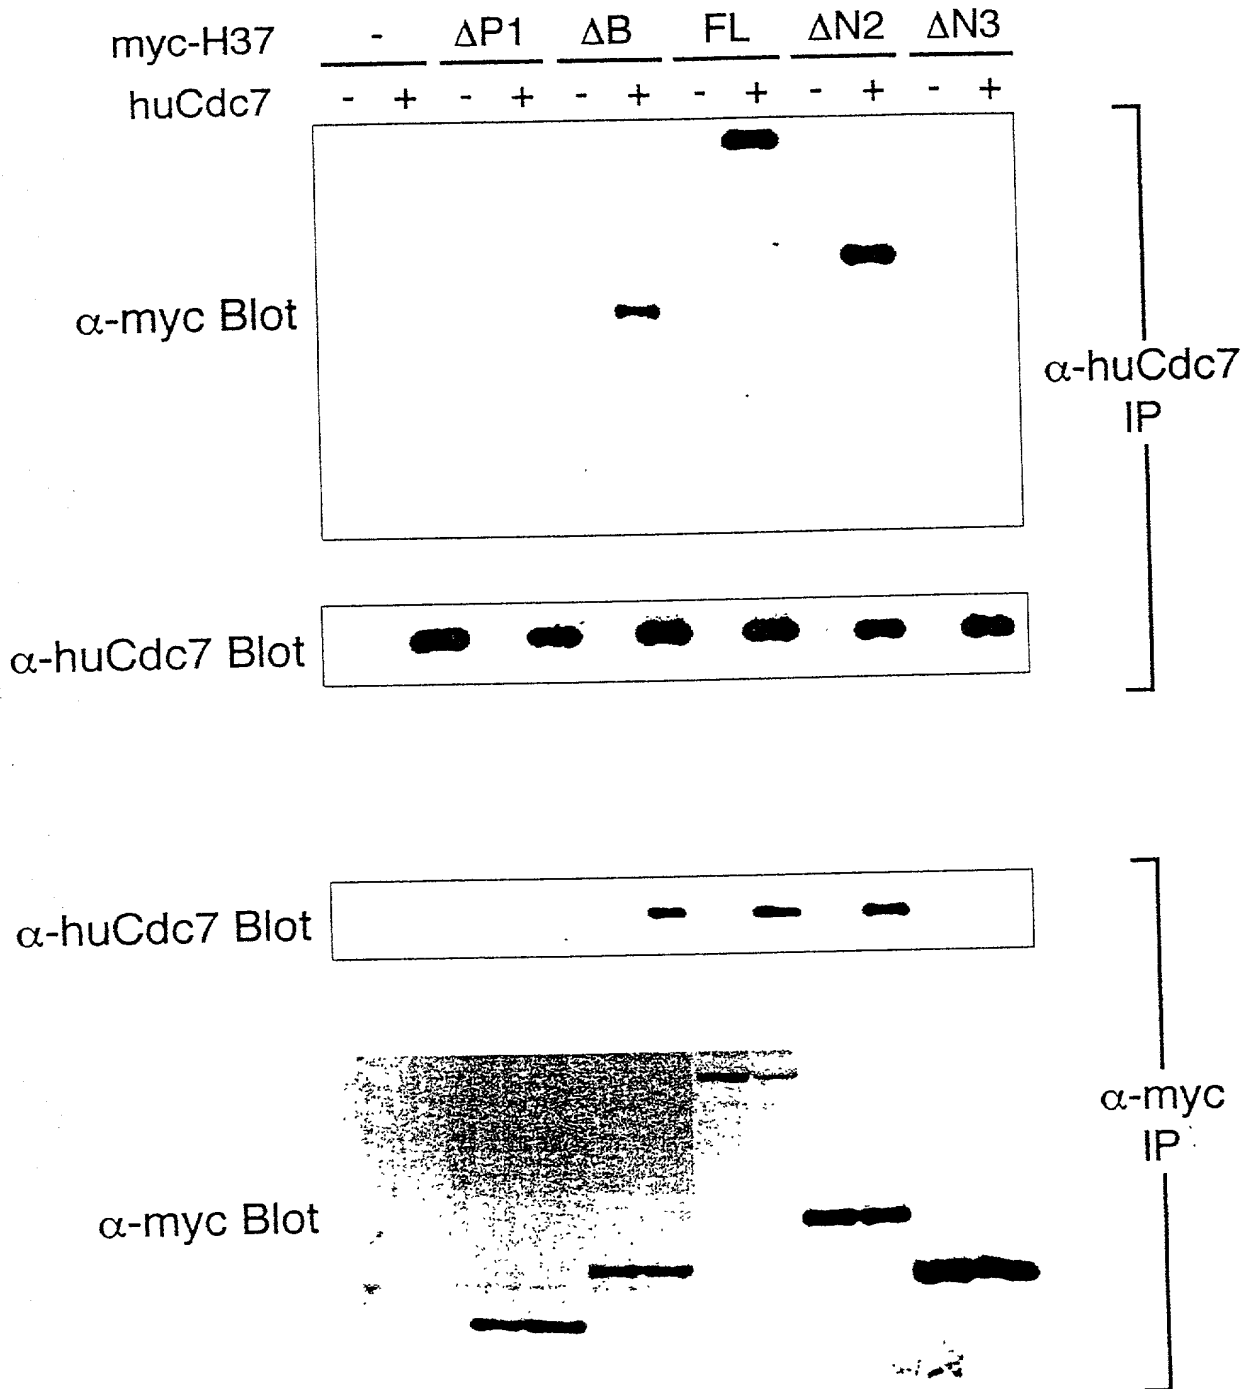 myc-H37 - ΔP1 ΔB FL ΔN2 ΔN3
huCdc7 - + - + - + - + - + - +
α-myc Blot
α-huCdc7
IP
α-huCdc7 Blot
α-huCdc7 Blot
α-myc
IP
α-myc Blot